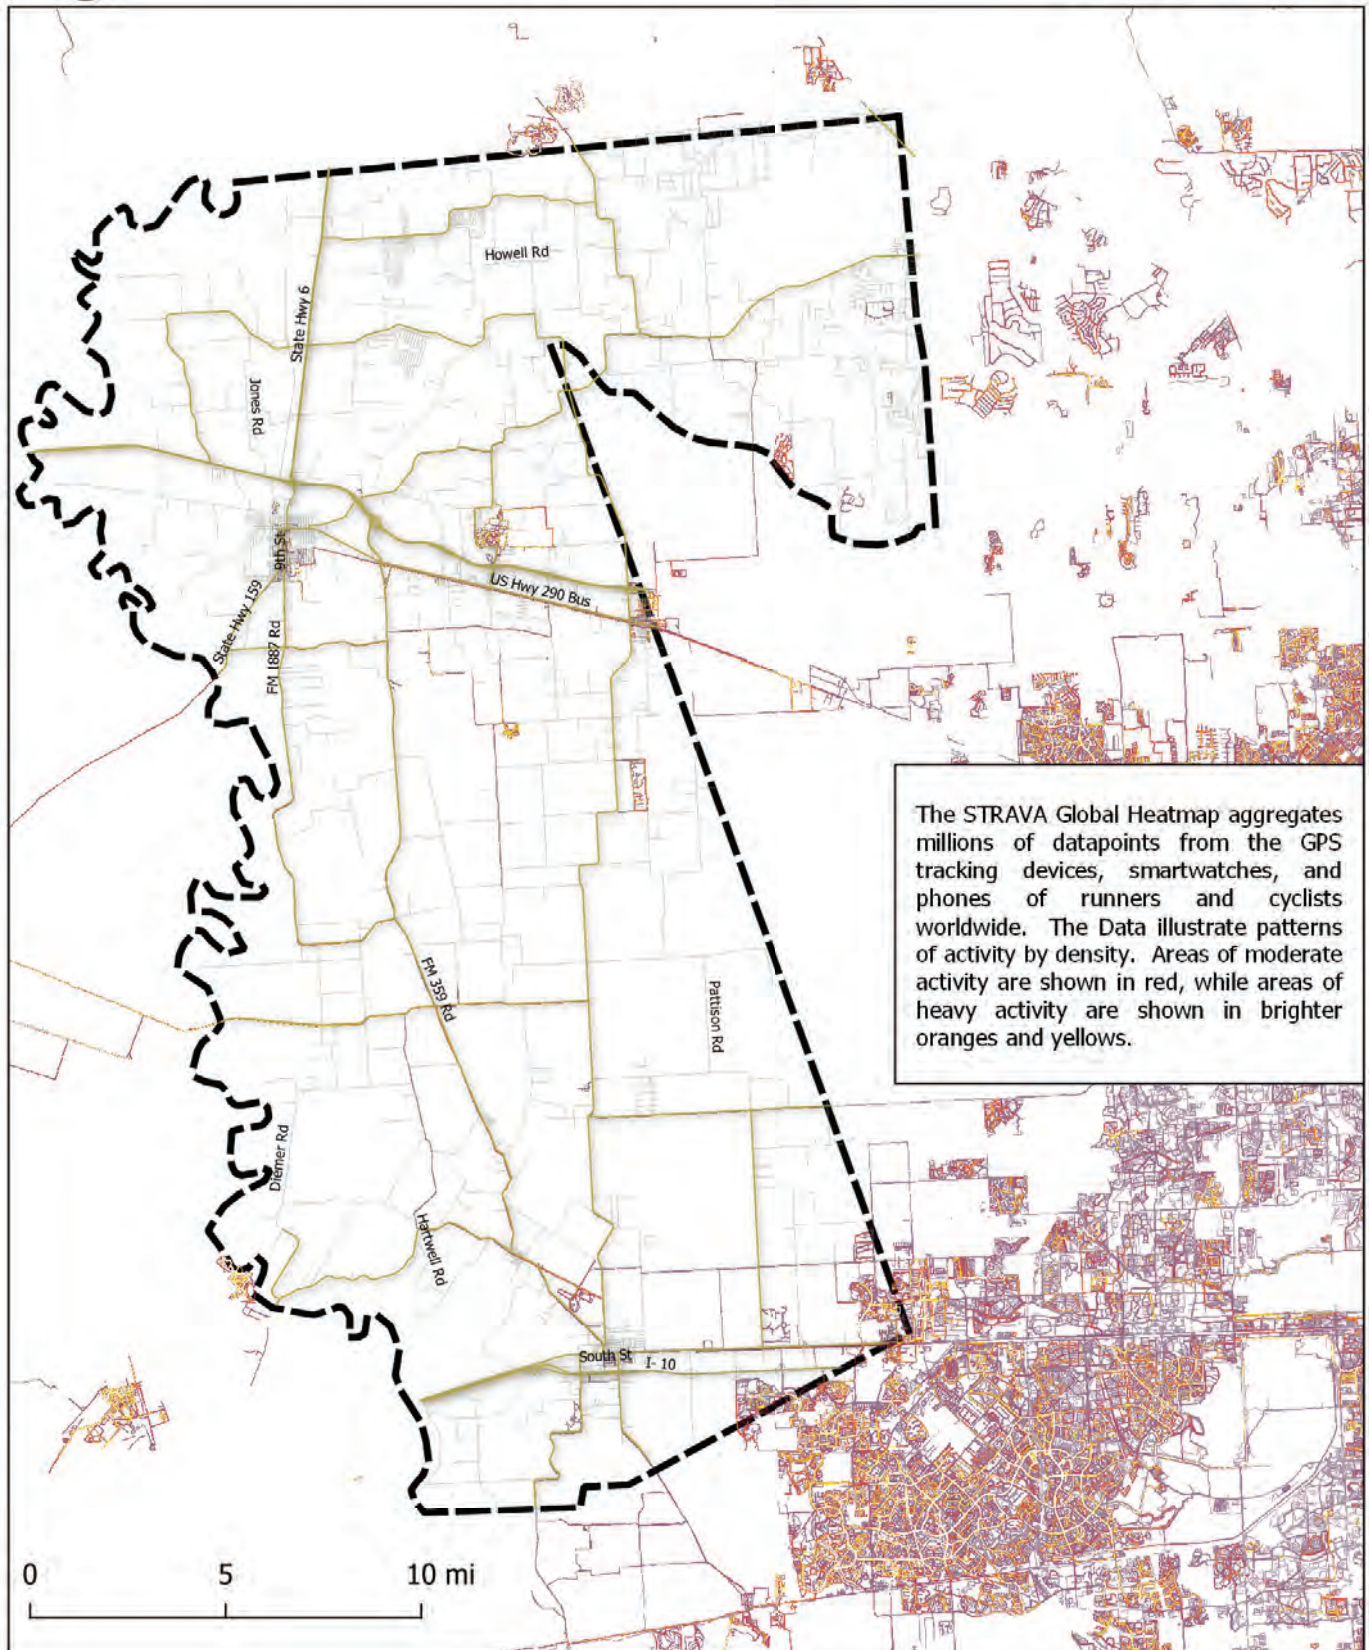 Howell Rd
State Hwy 6
Jones Rd
9th St
US Hwy 290 Bus
State Hwy 159
FM 1887 Rd
The STRAVA Global Heatmap aggregates
millions of datapoints from the GPS
tracking devices, smartwatches, and
phones of runners and cyclists
worldwide. The Data illustrate patterns
of activity by density. Areas of moderate
activity are shown in red, while areas of
heavy activity are shown in brighter
oranges and yellows.
FM 359 Rd
Pattison Rd
Diemer Rd
Hartwell Rd
South St
I- 10
0 5 10 mi